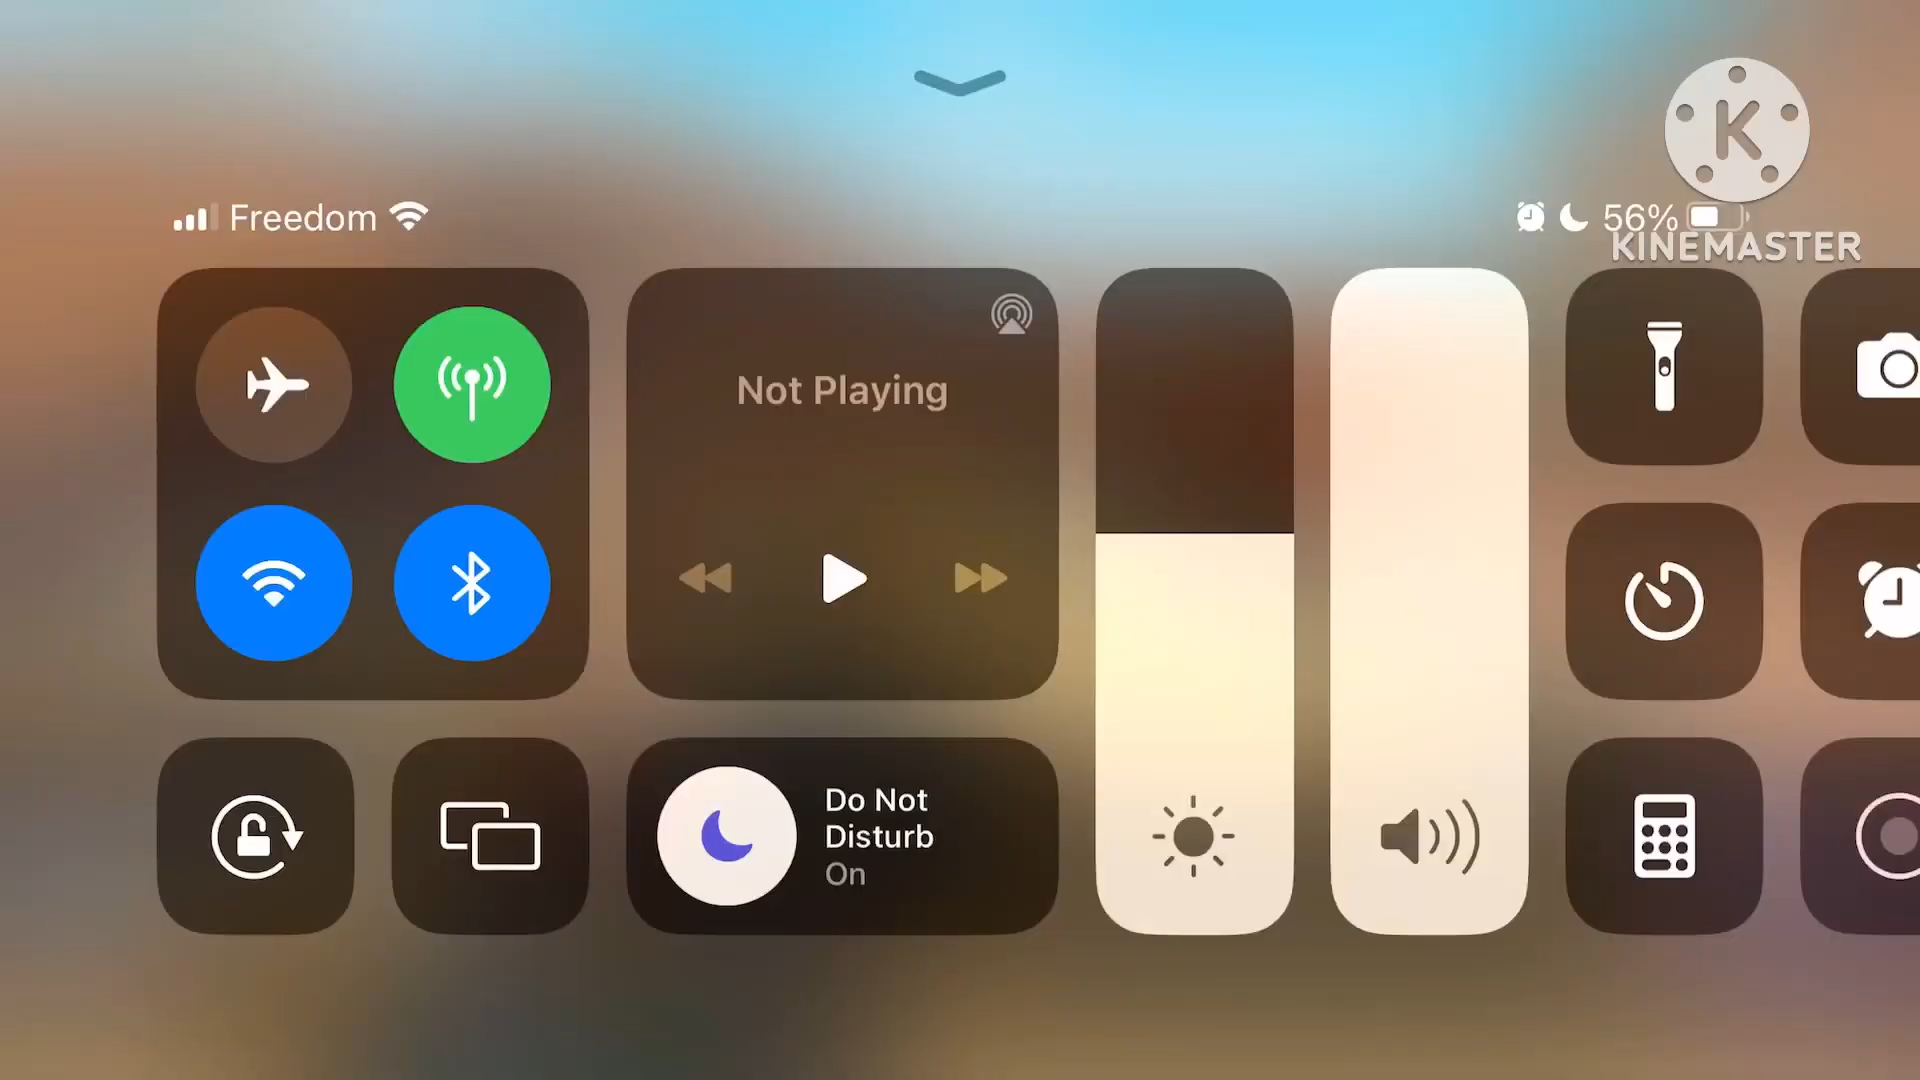 Freedom
56%
K
KINEMASTER
Not Playing
Do Not
Disturb
On